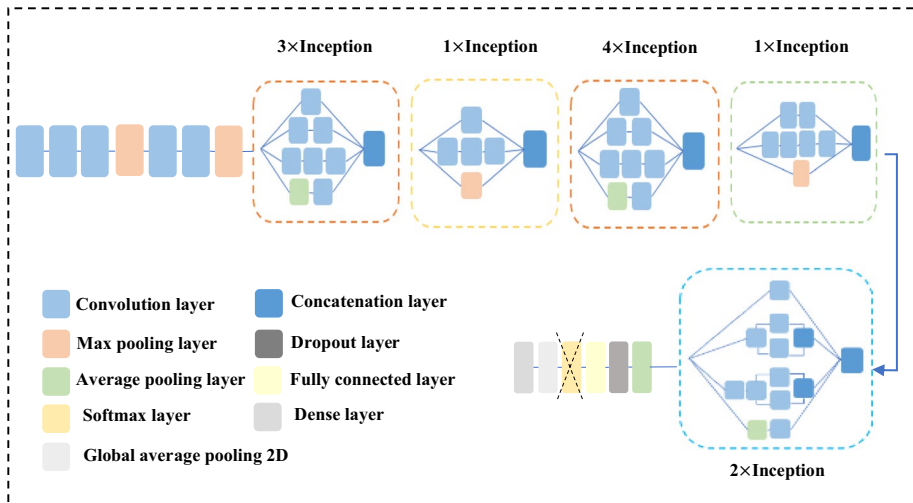 3×Inception
1×Inception
4×Inception
1×Inception
Convolution layer
Concatenation layer
Max pooling layer
Dropout layer
Average pooling layer
Fully connected layer
Softmax layer
Dense layer
Global average pooling 2D
2×Inception